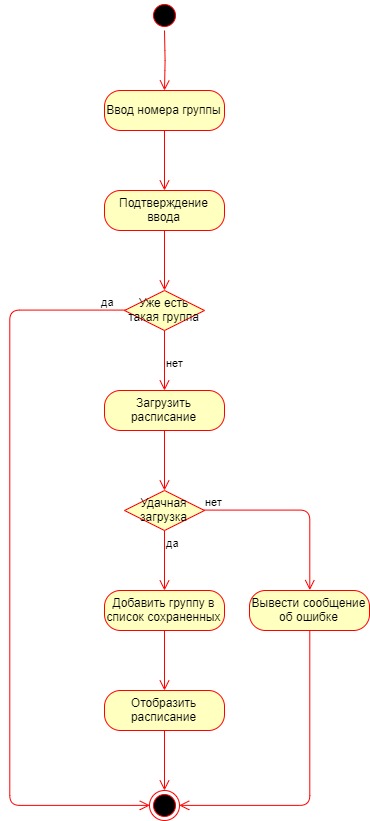 Ввод номера группы
Подтверждение
ввода
да
Уже есть
такая группа
нет
Загрузить
расписание
Удачная
загрузка
нет
да
Добавить группу в
список сохраненных
Вывести сообщение
об ошибке
Отобразить
расписание